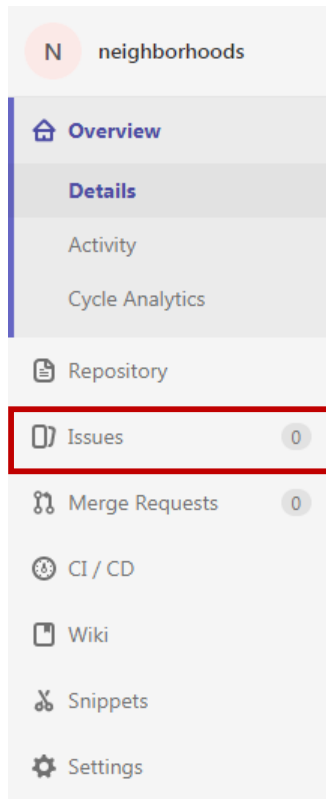 N neighborhoods
Overview
Details
Activity
Cycle Analytics
Repository
Issues 0
Merge Requests 0
CI / CD
Wiki
Snippets
Settings